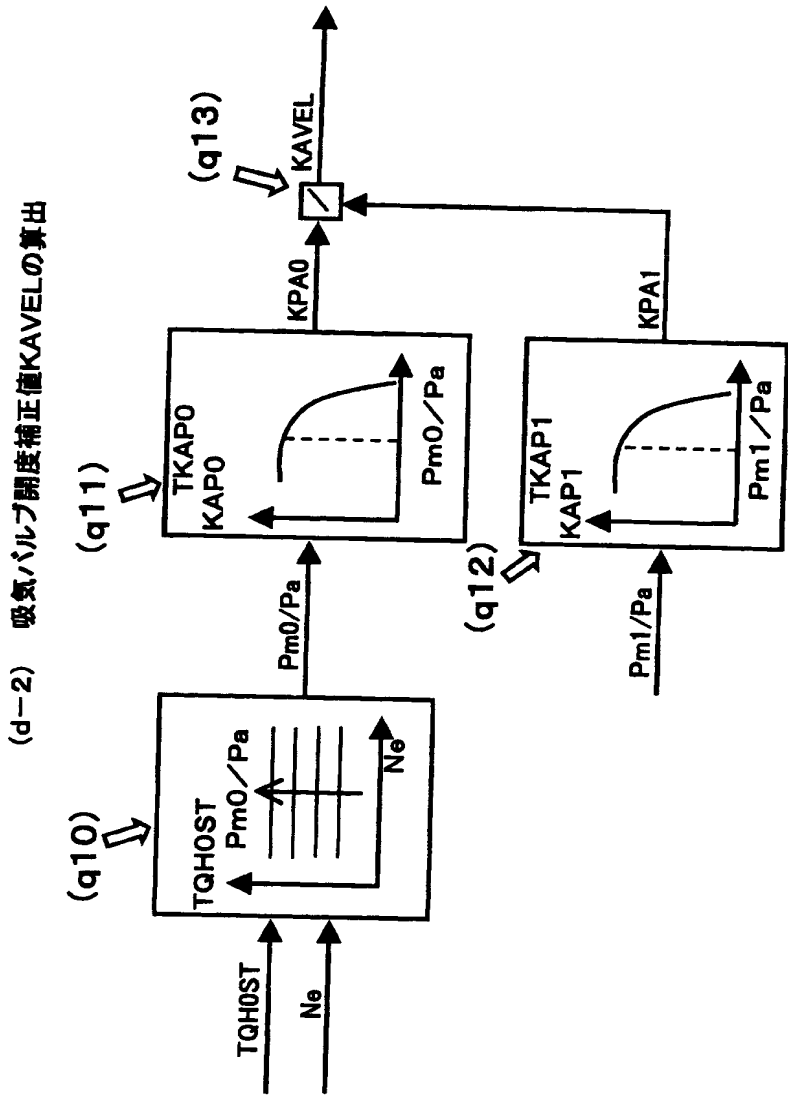 (d-2) 吸気バルブ開度補正値KAVELの算出
(q10)
TQH0ST
Ne
TQH0ST
Pm0/Pa
Ne
Pm0/Pa
(q11)
TKAP0
KAP0
Pm0/Pa
KPA0
(q13)
KAVEL
Pm1/Pa
(q12)
TKAP1
KAP1
Pm1/Pa
KPA1